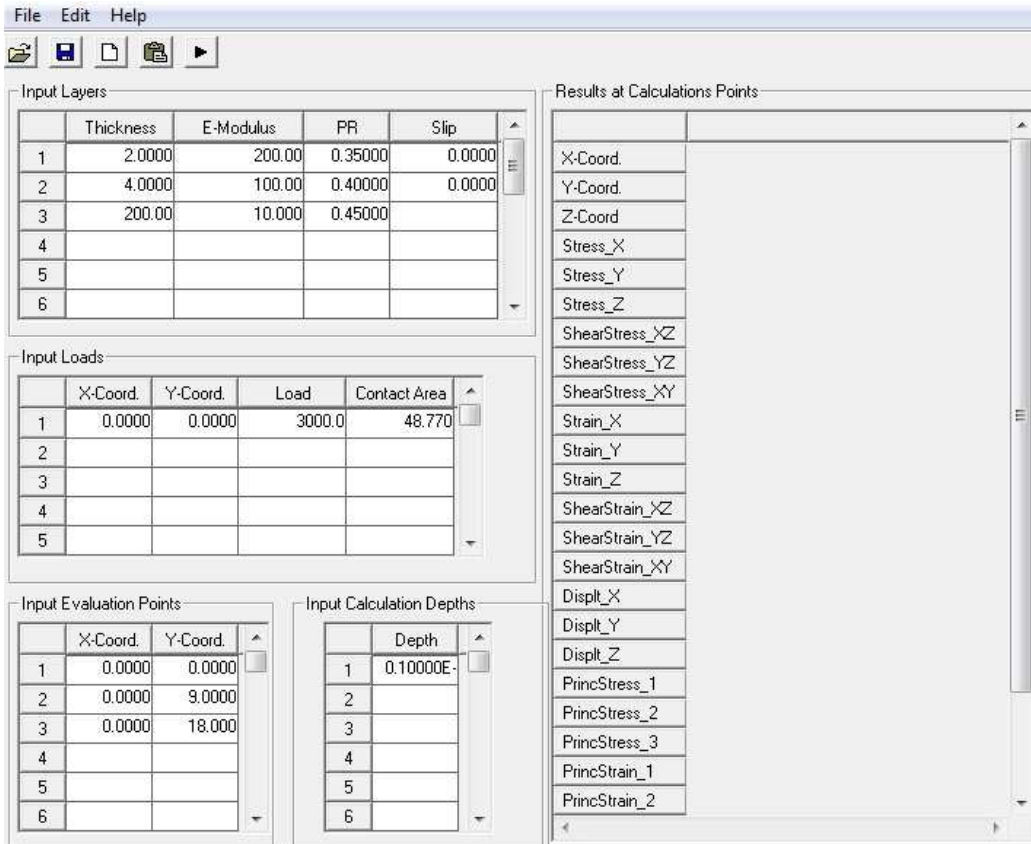 File Edit Help
Input Layers
Thickness E-Modulus PR Slip
1 2.0000 200.00 0.35000 0.0000
2 4.0000 100.00 0.40000 0.0000
3 200.00 10.000 0.45000
4
5
6
Input Loads
X-Coord. Y-Coord. Load Contact Area
1 0.0000 0.0000 3000.0 48.770
2
3
4
5
Input Evaluation Points
X-Coord. Y-Coord.
1 0.0000 0.0000
2 0.0000 9.0000
3 0.0000 18.000
4
5
6
Input Calculation Depths
Depth
1 0.10000E-
2
3
4
5
6
Results at Calculations Points
X-Coord.
Y-Coord.
Z-Coord
Stress_X
Stress_Y
Stress_Z
ShearStress_XZ
ShearStress_YZ
ShearStress_XY
Strain_X
Strain_Y
Strain_Z
ShearStrain_XZ
ShearStrain_YZ
ShearStrain_XY
Displt_X
Displt_Y
Displt_Z
PrincStress_1
PrincStress_2
PrincStress_3
PrincStrain_1
PrincStrain_2